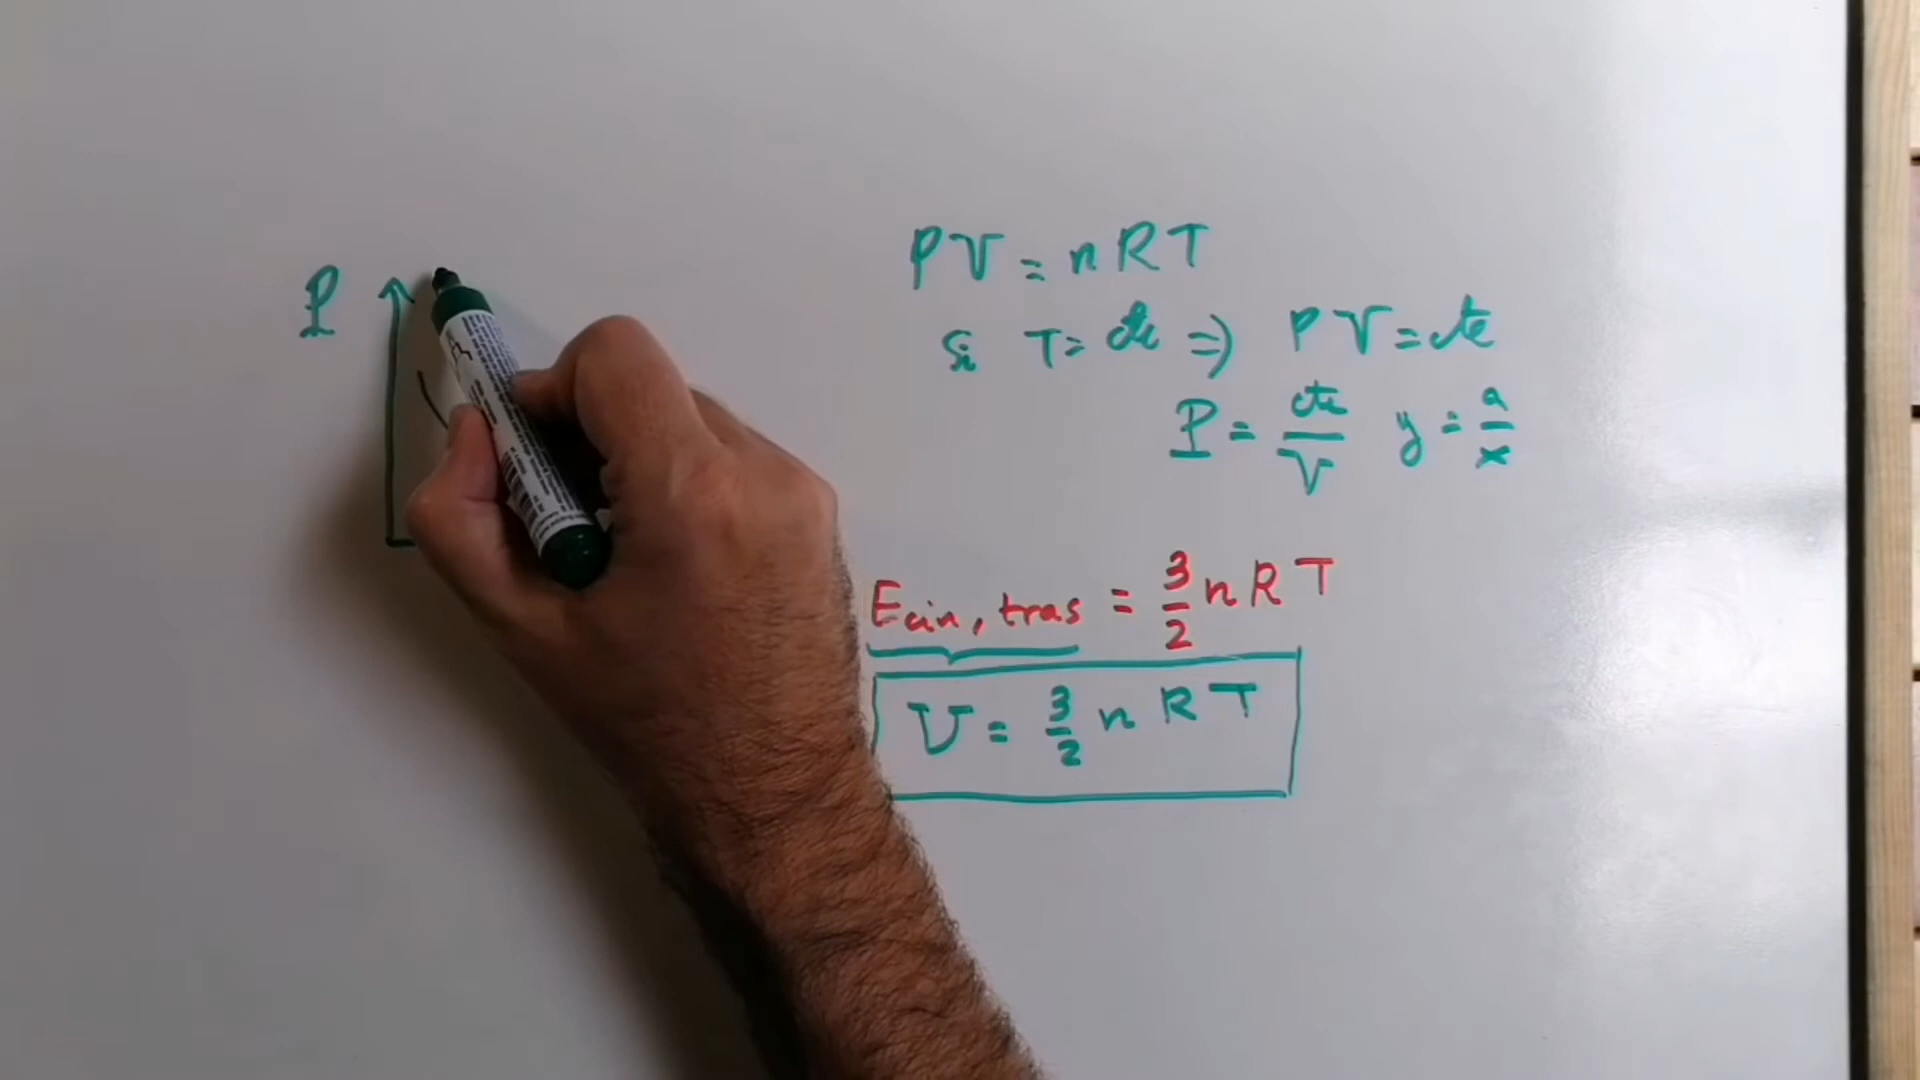 P
PV = nRT
Si T = cte ⇒ PV = cte
P = cte/V y = a/x
Ecin, tras = 3/2 nRT
U = 3/2 nRT